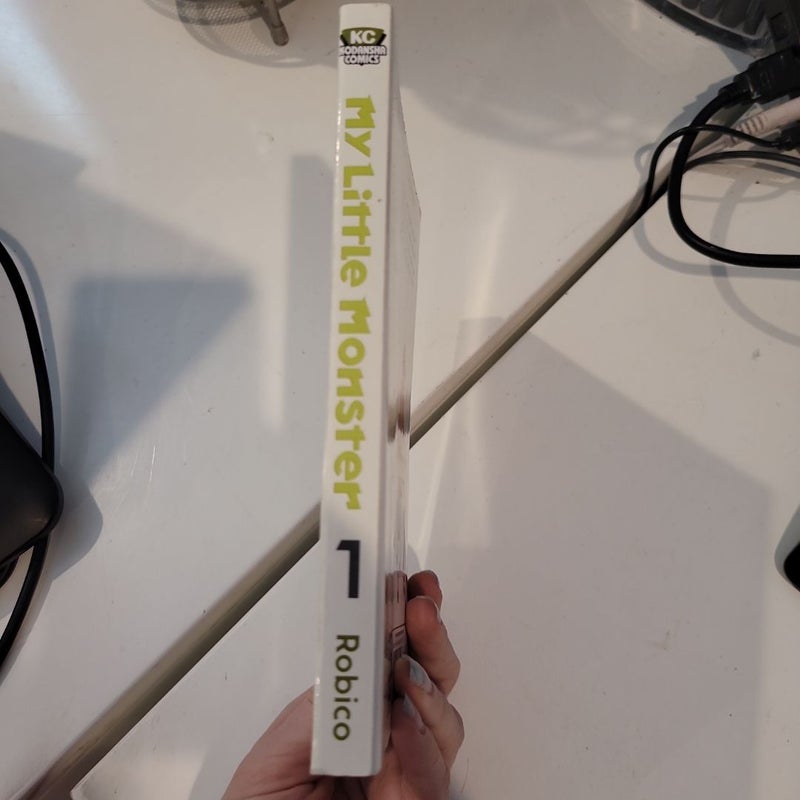 KC
KODANSHA
COMICS
My Little Monster
1
Robico